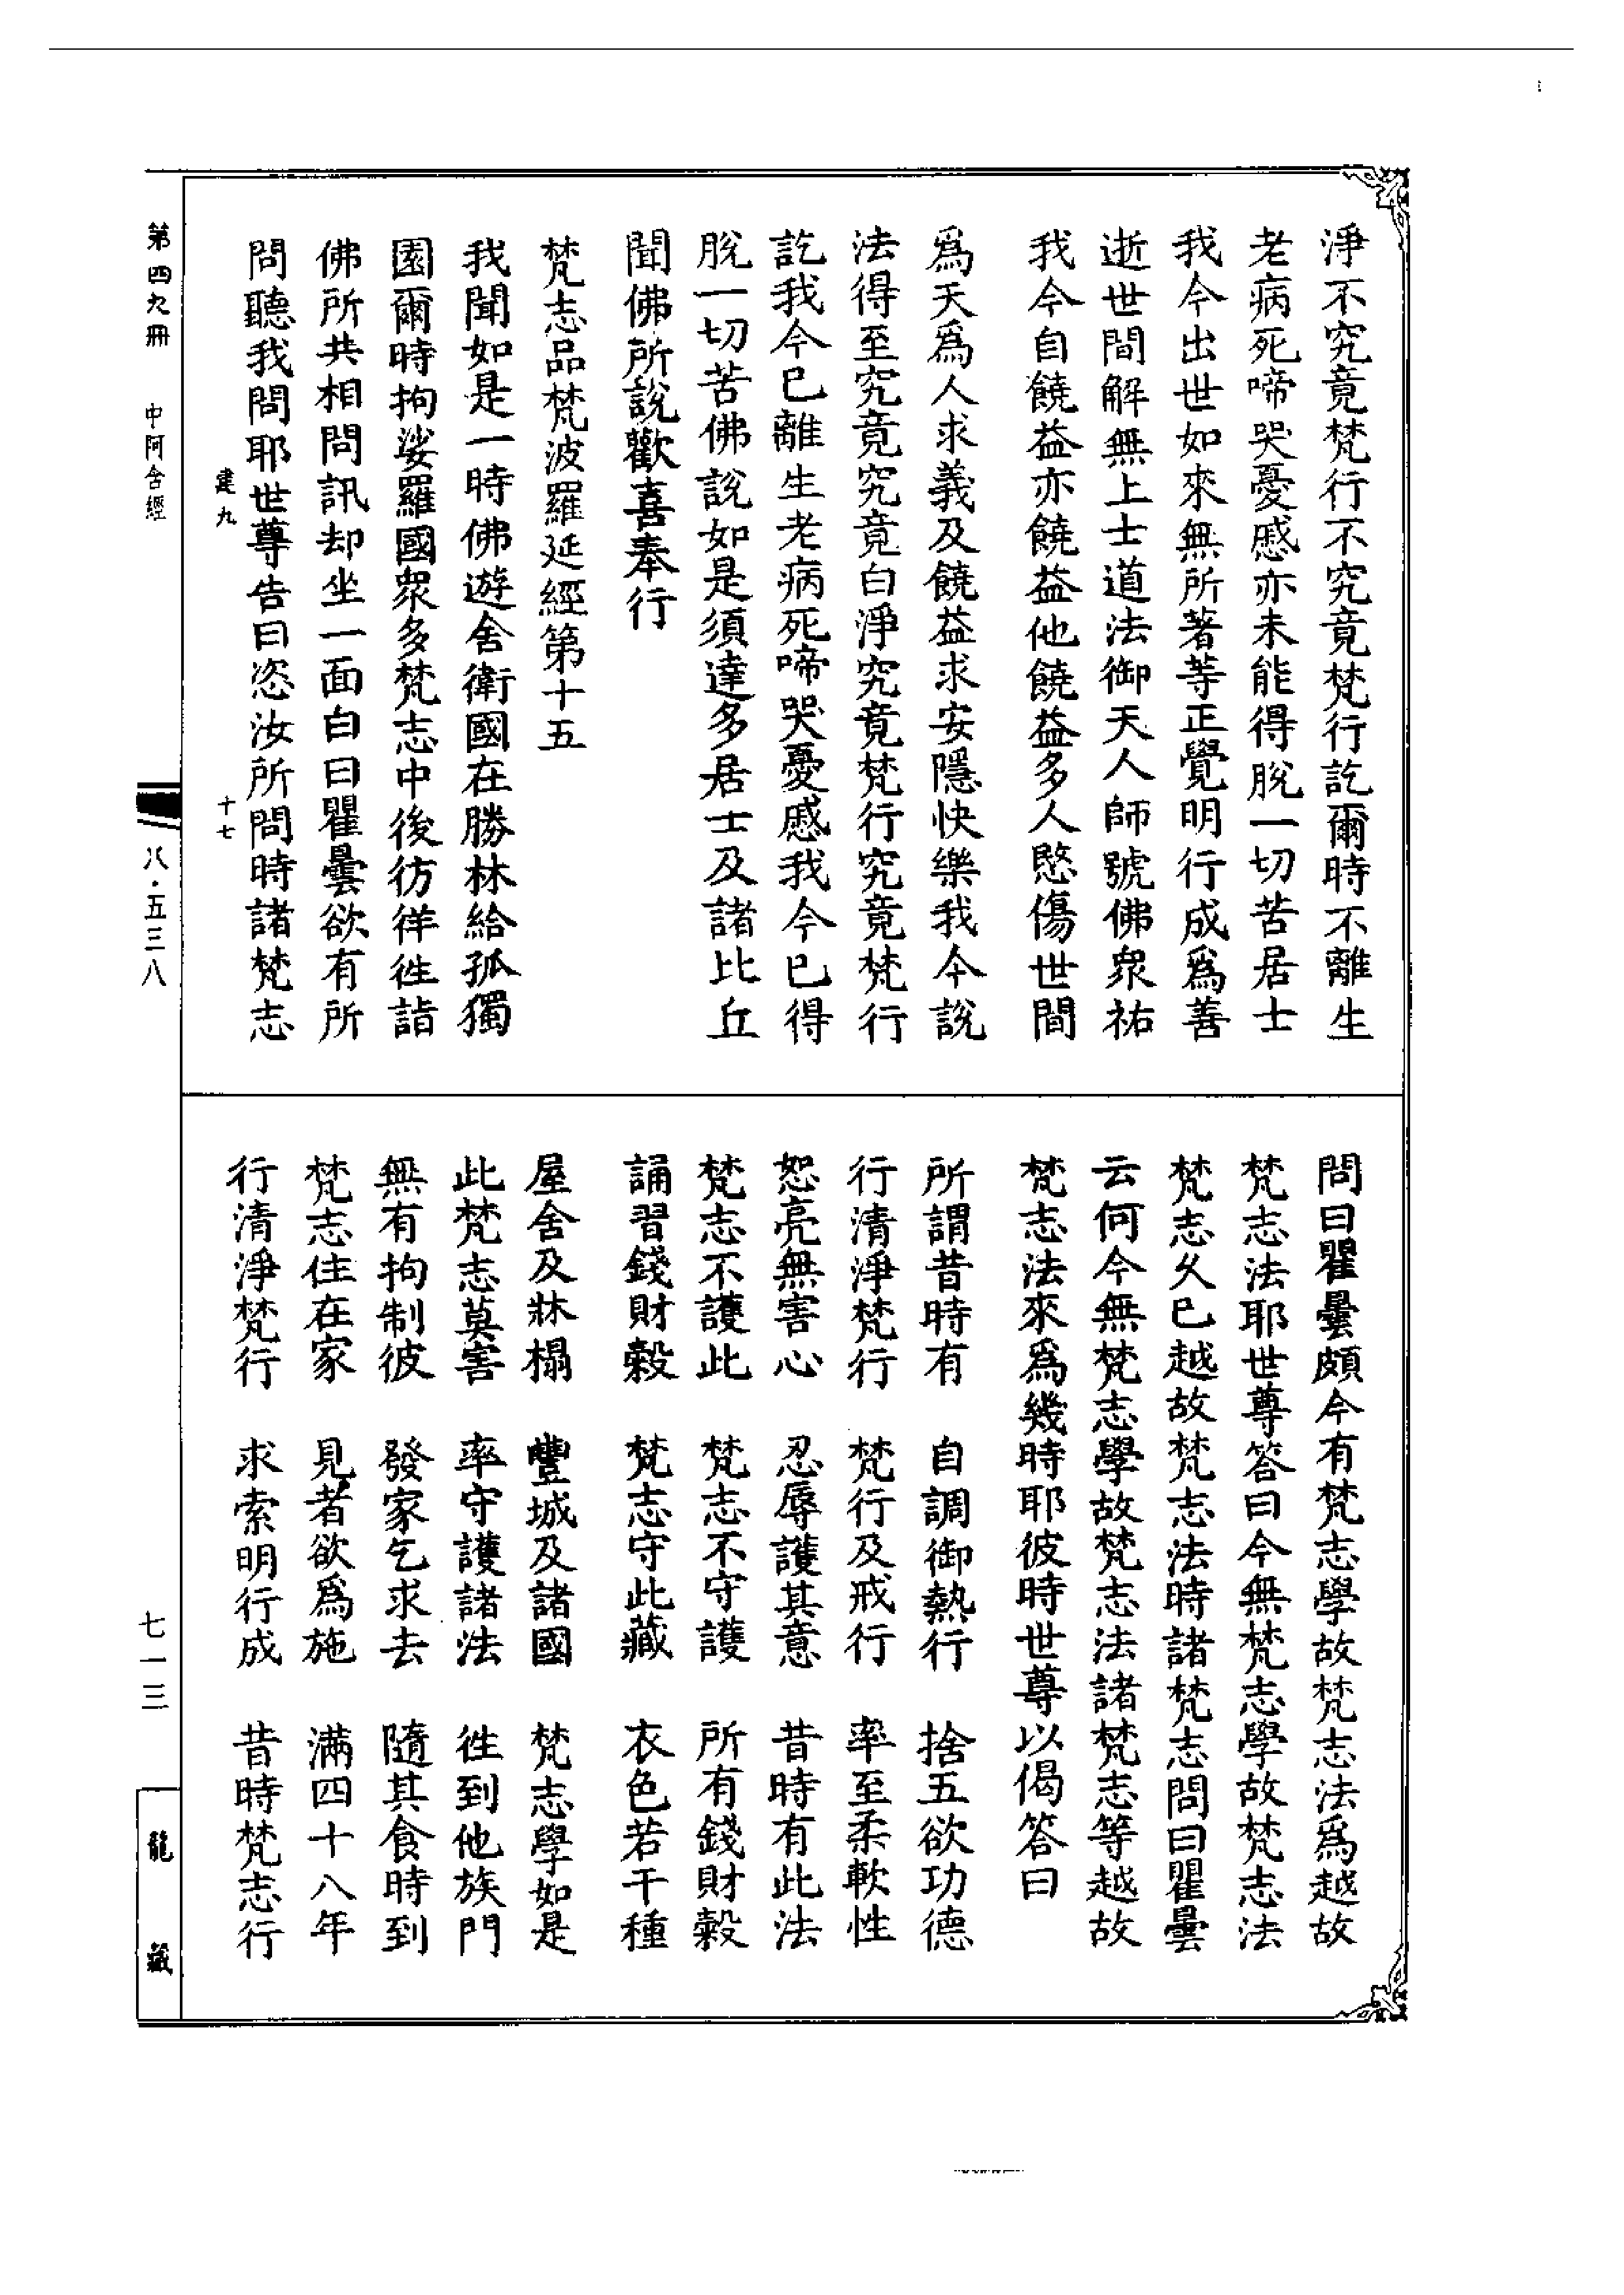 淨不究竟梵行不究竟梵行訖爾時不離生
老病死啼哭憂慼亦未能得脫一切苦居士
我今出世如來無所著等正覺明行成爲善
逝世間解無上士道法御天人師號佛衆祐
我今自饒益亦饒益他饒益多人愍傷世間
爲天爲人求義及饒益求安隱快樂我今說
法得至究竟究竟白淨究竟梵行究竟梵行
訖我今已離生老病死啼哭憂慼我今已得
脫一切苦佛說如是須達多居士及諸比丘
聞佛所說歡喜奉行
梵志品梵波羅延經第十五
我聞如是一時佛遊舍衛國在勝林給孤獨
園爾時拘娑羅國衆多梵志中後彷徉徃詣
佛所共相問訊却坐一面白曰瞿曇欲有所
問聽我問耶世尊告曰恣汝所問時諸梵志
建九
十七
問曰瞿曇頗今有梵志學故梵志法爲越故
梵志法耶世尊答曰今無梵志學故梵志法
梵志久已越故梵志法時諸梵志問曰瞿曇
云何今無梵志學故梵志法諸梵志等越故
梵志法來爲幾時耶彼時世尊以偈答曰
所謂昔時有 自調御熱行 捨五欲功德
行清淨梵行 梵行及戒行 率至柔軟性
恕亮無害心 忍辱護其意 昔時有此法
梵志不護此 梵志不守護 所有錢財穀
誦習錢財穀 梵志守此藏 衣色若干種
屋舍及牀榻 豐城及諸國 梵志學如是
此梵志莫害 率守護諸法 徃到他族門
無有拘制彼 發家乞求去 隨其食時到
梵志住在家 見者欲爲施 滿四十八年
行清淨梵行 求索明行成 昔時梵志行
第四九冊 中阿含經
八·五三八
七一三
龍藏